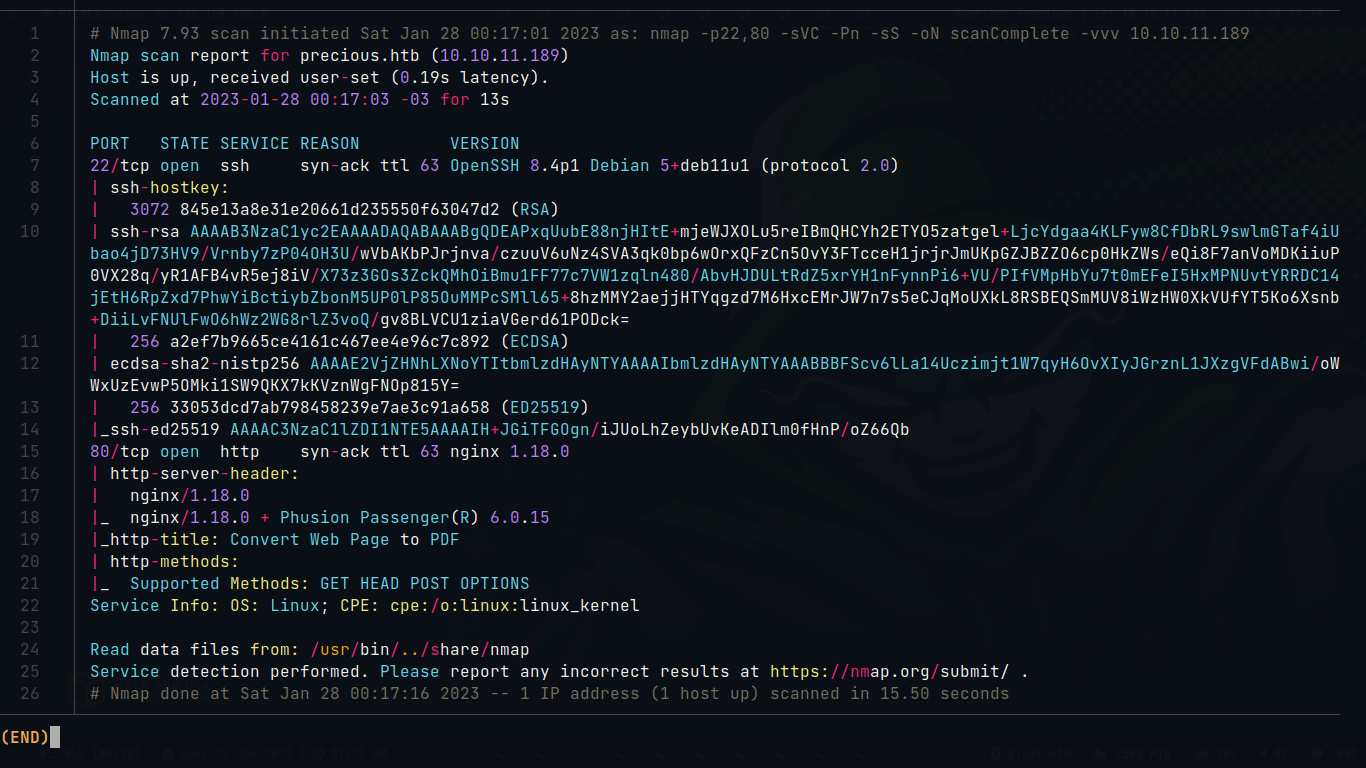 1 # Nmap 7.93 scan initiated Sat Jan 28 00:17:01 2023 as: nmap -p22,80 -sVC -Pn -sS -oN scanComplete -vvv 10.10.11.189
2 Nmap scan report for precious.htb (10.10.11.189)
3 Host is up, received user-set (0.19s latency).
4 Scanned at 2023-01-28 00:17:03 -03 for 13s
5
6 PORT   STATE SERVICE REASON         VERSION
7 22/tcp open  ssh     syn-ack ttl 63 OpenSSH 8.4p1 Debian 5+deb11u1 (protocol 2.0)
8 | ssh-hostkey:
9 |   3072 845e13a8e31e20661d235550f63047d2 (RSA)
10 | ssh-rsa AAAAB3NzaC1yc2EAAAADAQABAAABgQDEAPxqUubE88njHItE+mjeWJXOLu5reIBmQHCYh2ETYO5zatgel+LjcYdgaa4KLFyw8CfDbRL9swlmGTaf4iU
bao4jD73HV9/Vrnby7zP04OH3U/wVbAKbPJrjnva/czuuV6uNz4SVA3qk0bp6wOrxQFzCn5OvY3FTcceH1jrjrJmUKpGZJBZZO6cp0HkZWs/eQi8F7anVoMDKiiuP
0VX28q/yR1AFB4vR5ej8iV/X73z3GOs3ZckQMhOiBmu1FF77c7VW1zqln480/AbvHJDULtRdZ5xrYH1nFynnPi6+VU/PIfVMpHbYu7t0mEFeI5HxMPNUvtYRRDC14
jEtH6RpZxd7PhwYiBctiybZbonM5UP0lP85OuMMPcSMll65+8hzMMY2aejjHTYqgzd7M6HxcEMrJW7n7s5eCJqMoUXkL8RSBEQSmMUV8iWzHW0XkVUfYT5Ko6Xsnb
+DiiLvFNUlFwO6hWz2WG8rlZ3voQ/gv8BLVCU1ziaVGerd61PODck=
11 |   256 a2ef7b9665ce4161c467ee4e96c7c892 (ECDSA)
12 | ecdsa-sha2-nistp256 AAAAE2VjZHNhLXNoYTItbmlzdHAyNTYAAAAIbmlzdHAyNTYAAABBBFScv6lLa14Uczimjt1W7qyH6OvXIyJGrznL1JXzgVFdABwi/oW
WxUzEvwP5OMki1SW9QKX7kKVznWgFNOp815Y=
13 |   256 33053dcd7ab798458239e7ae3c91a658 (ED25519)
14 |_ssh-ed25519 AAAAC3NzaC1lZDI1NTE5AAAAIH+JGiTFGOgn/iJUoLhZeybUvKeADIlm0fHnP/oZ66Qb
15 80/tcp open  http    syn-ack ttl 63 nginx 1.18.0
16 | http-server-header:
17 |   nginx/1.18.0
18 |_  nginx/1.18.0 + Phusion Passenger(R) 6.0.15
19 |_http-title: Convert Web Page to PDF
20 | http-methods:
21 |_  Supported Methods: GET HEAD POST OPTIONS
22 Service Info: OS: Linux; CPE: cpe:/o:linux:linux_kernel
23
24 Read data files from: /usr/bin/../share/nmap
25 Service detection performed. Please report any incorrect results at https://nmap.org/submit/ .
26 # Nmap done at Sat Jan 28 00:17:16 2023 -- 1 IP address (1 host up) scanned in 15.50 seconds
(END)